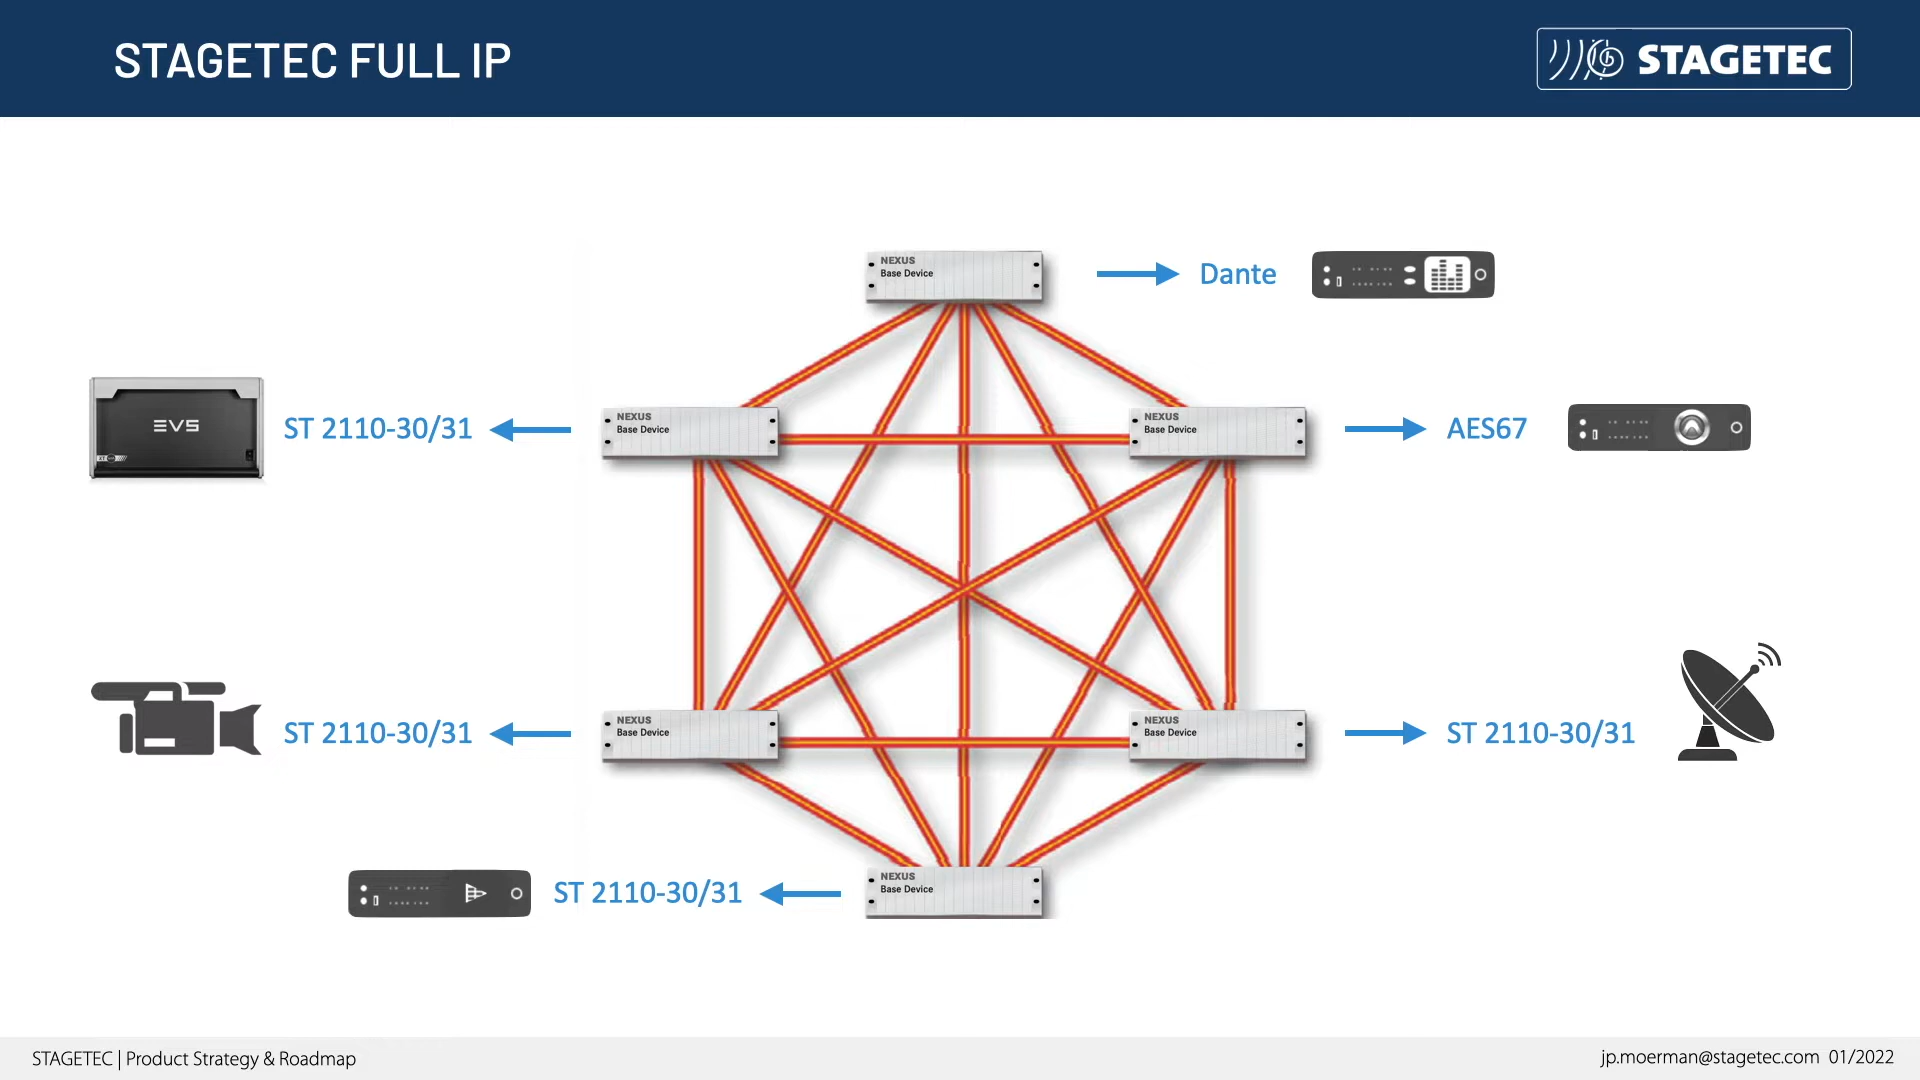 STAGETEC FULL IP
STAGETEC
NEXUS
Base Device
Dante
EVS
ST 2110-30/31
NEXUS
Base Device
NEXUS
Base Device
AES67
ST 2110-30/31
NEXUS
Base Device
NEXUS
Base Device
ST 2110-30/31
ST 2110-30/31
NEXUS
Base Device
STAGETEC | Product Strategy & Roadmap
jp.moerman@stagetec.com 01/2022